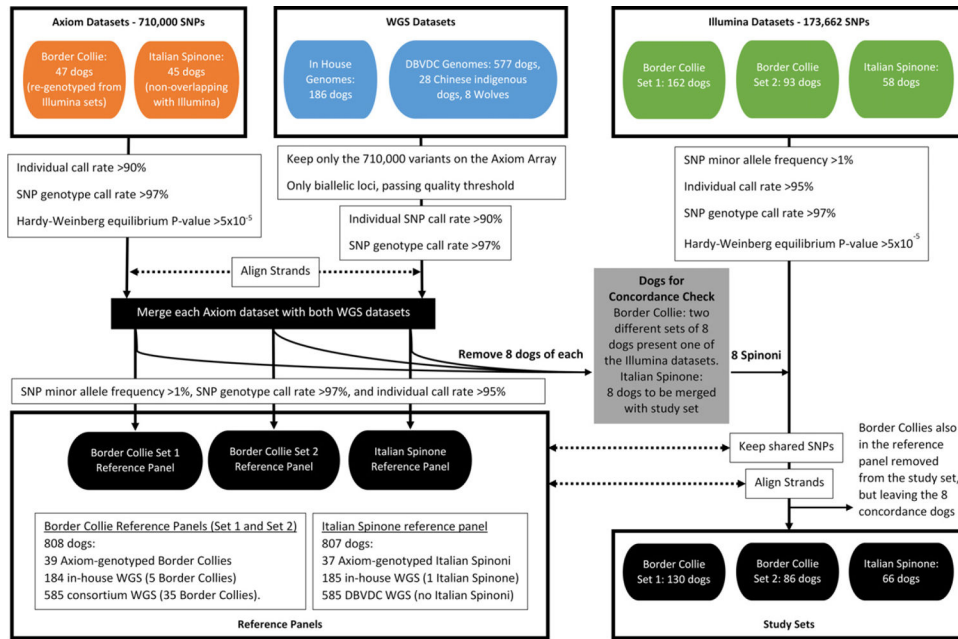 Axiom Datasets - 710,000 SNPs
Border Collie:
47 dogs
(re-genotyped from
Illumina sets)
Italian Spinone:
45 dogs
(non-overlapping
with Illumina)
WGS Datasets
In House
Genomes:
186 dogs
DBVDC Genomes: 577 dogs,
28 Chinese indigenous
dogs, 8 Wolves
Illumina Datasets - 173,662 SNPs
Border Collie
Set 1: 162 dogs
Border Collie
Set 2: 93 dogs
Italian Spinone:
58 dogs
Individual call rate >90%
SNP genotype call rate >97%
Hardy-Weinberg equilibrium P-value >5x10-5
Keep only the 710,000 variants on the Axiom Array
Only biallelic loci, passing quality threshold
Individual SNP call rate >90%
SNP genotype call rate >97%
SNP minor allele frequency >1%
Individual call rate >95%
SNP genotype call rate >97%
Hardy-Weinberg equilibrium P-value >5x10-5
Align Strands
Merge each Axiom dataset with both WGS datasets
Remove 8 dogs of each
Dogs for
Concordance Check
Border Collie: two
different sets of 8
dogs present one of
the Illumina datasets.
Italian Spinone:
8 dogs to be merged
with study set
8 Spinoni
SNP minor allele frequency >1%, SNP genotype call rate >97%, and individual call rate >95%
Border Collie Set 1
Reference Panel
Border Collie Set 2
Reference Panel
Italian Spinone
Reference Panel
Keep shared SNPs
Align Strands
Border Collies also
in the reference
panel removed
from the study set,
but leaving the 8
concordance dogs
Border Collie Reference Panels (Set 1 and Set 2)
808 dogs:
39 Axiom-genotyped Border Collies
184 in-house WGS (5 Border Collies)
585 consortium WGS (35 Border Collies).
Italian Spinone reference panel
807 dogs:
37 Axiom-genotyped Italian Spinoni
185 in-house WGS (1 Italian Spinone)
585 DBVDC WGS (no Italian Spinoni)
Reference Panels
Border Collie
Set 1: 130 dogs
Border Collie
Set 2: 86 dogs
Italian Spinone:
66 dogs
Study Sets